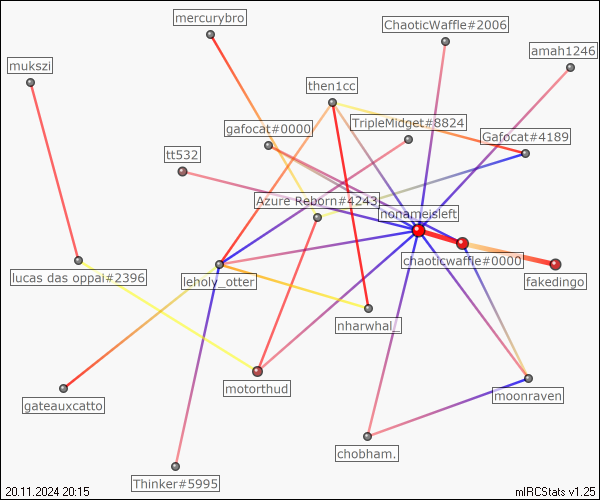 mercurybro
ChaoticWaffle#2006
amah1246
mukszi
then1cc
TripleMidget#8824
gafocat#0000
Gafocat#4189
tt532
Azure Reborn#4243
nonameisleft
chaoticwaffle#0000
lucas das oppai#2396
leholy_otter
fakedingo
nharwhal_
motorthud
moonraven
gateauxcatto
chobham.
Thinker#5995
20.11.2024 20:15
mIRCStats v1.25